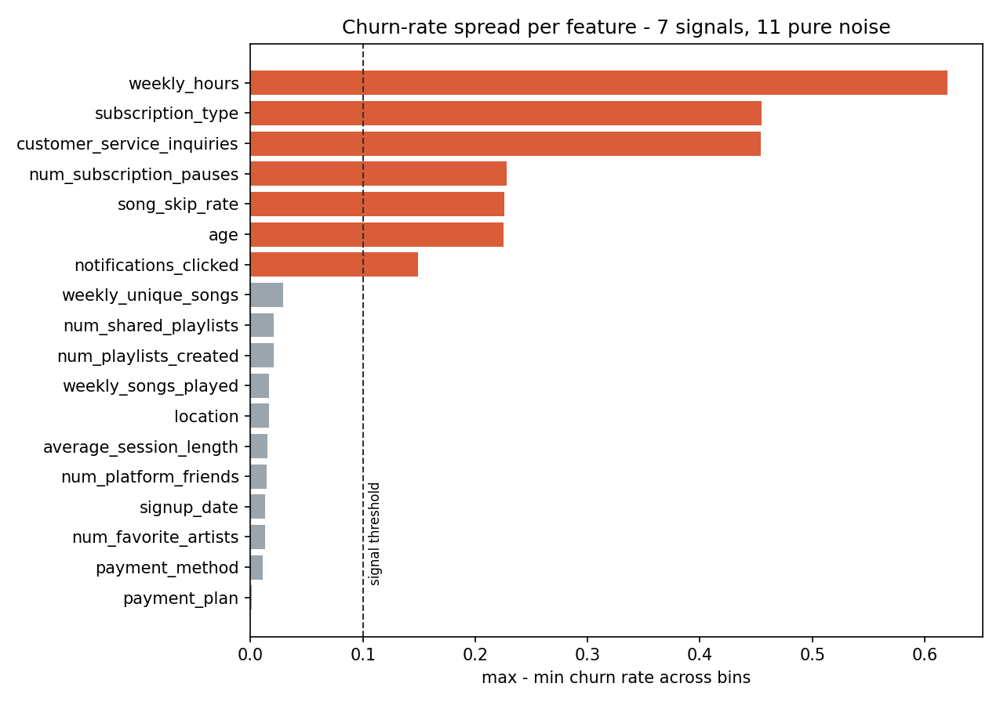 Churn-rate spread per feature - 7 signals, 11 pure noise
weekly_hours
subscription_type
customer_service_inquiries
num_subscription_pauses
song_skip_rate
age
notifications_clicked
weekly_unique_songs
num_shared_playlists
num_playlists_created
weekly_songs_played
location
average_session_length
num_platform_friends
signup_date
num_favorite_artists
payment_method
payment_plan
signal threshold
0.0 0.1 0.2 0.3 0.4 0.5 0.6
max - min churn rate across bins